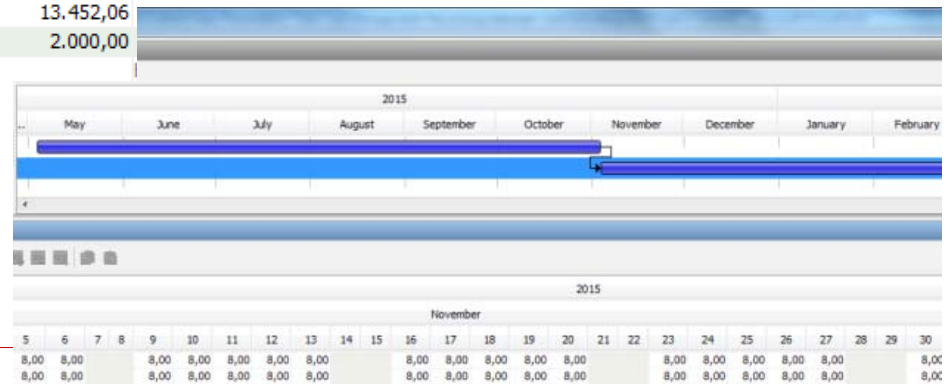 13.452,06
2.000,00
2015
.. May June July August September October November December January February
2015
November
5 6 7 8 9 10 11 12 13 14 15 16 17 18 19 20 21 22 23 24 25 26 27 28 29 30
8,00 8,00 8,00 8,00 8,00 8,00 8,00 8,00 8,00 8,00 8,00 8,00 8,00 8,00 8,00 8,00 8,00 8,00
8,00 8,00 8,00 8,00 8,00 8,00 8,00 8,00 8,00 8,00 8,00 8,00 8,00 8,00 8,00 8,00 8,00 8,00